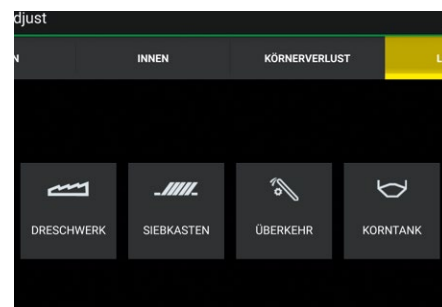 djust
N INNEN KÖRNERVERLUST L
DRESCHWERK SIEBKASTEN ÜBERKEHR KORNTANK